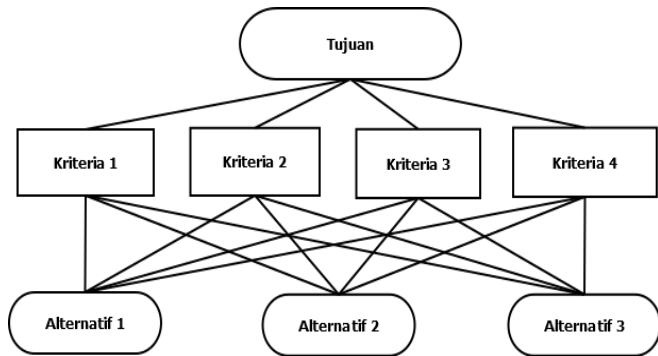 Tujuan
Kriteria 1
Kriteria 2
Kriteria 3
Kriteria 4
Alternatif 1
Alternatif 2
Alternatif 3